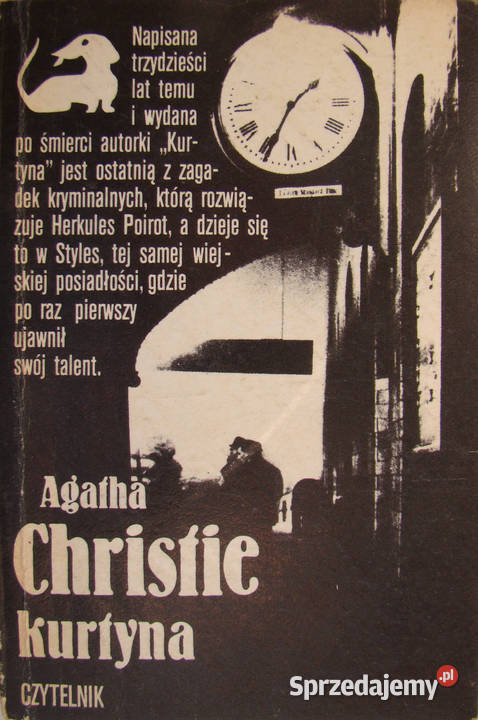 Napisana
trzydzieści
lat temu
i wydana
po śmierci autorki „Kur-
tyna” jest ostatnią z zaga-
dek kryminalnych, którą rozwią-
zuje Herkules Poirot, a dzieje się
to w Styles, tej samej wiej-
skiej posiadłości, gdzie
po raz pierwszy
ujawnił
swój talent.
Agatha
Christie
kurtyna
CZYTELNIK
Sprzedajemy.pl